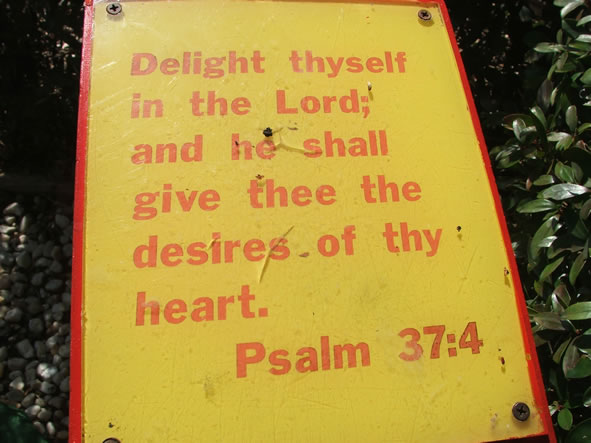 Delight thyself
in the Lord;
and he shall
give thee the
desires of thy
heart.
Psalm 37:4